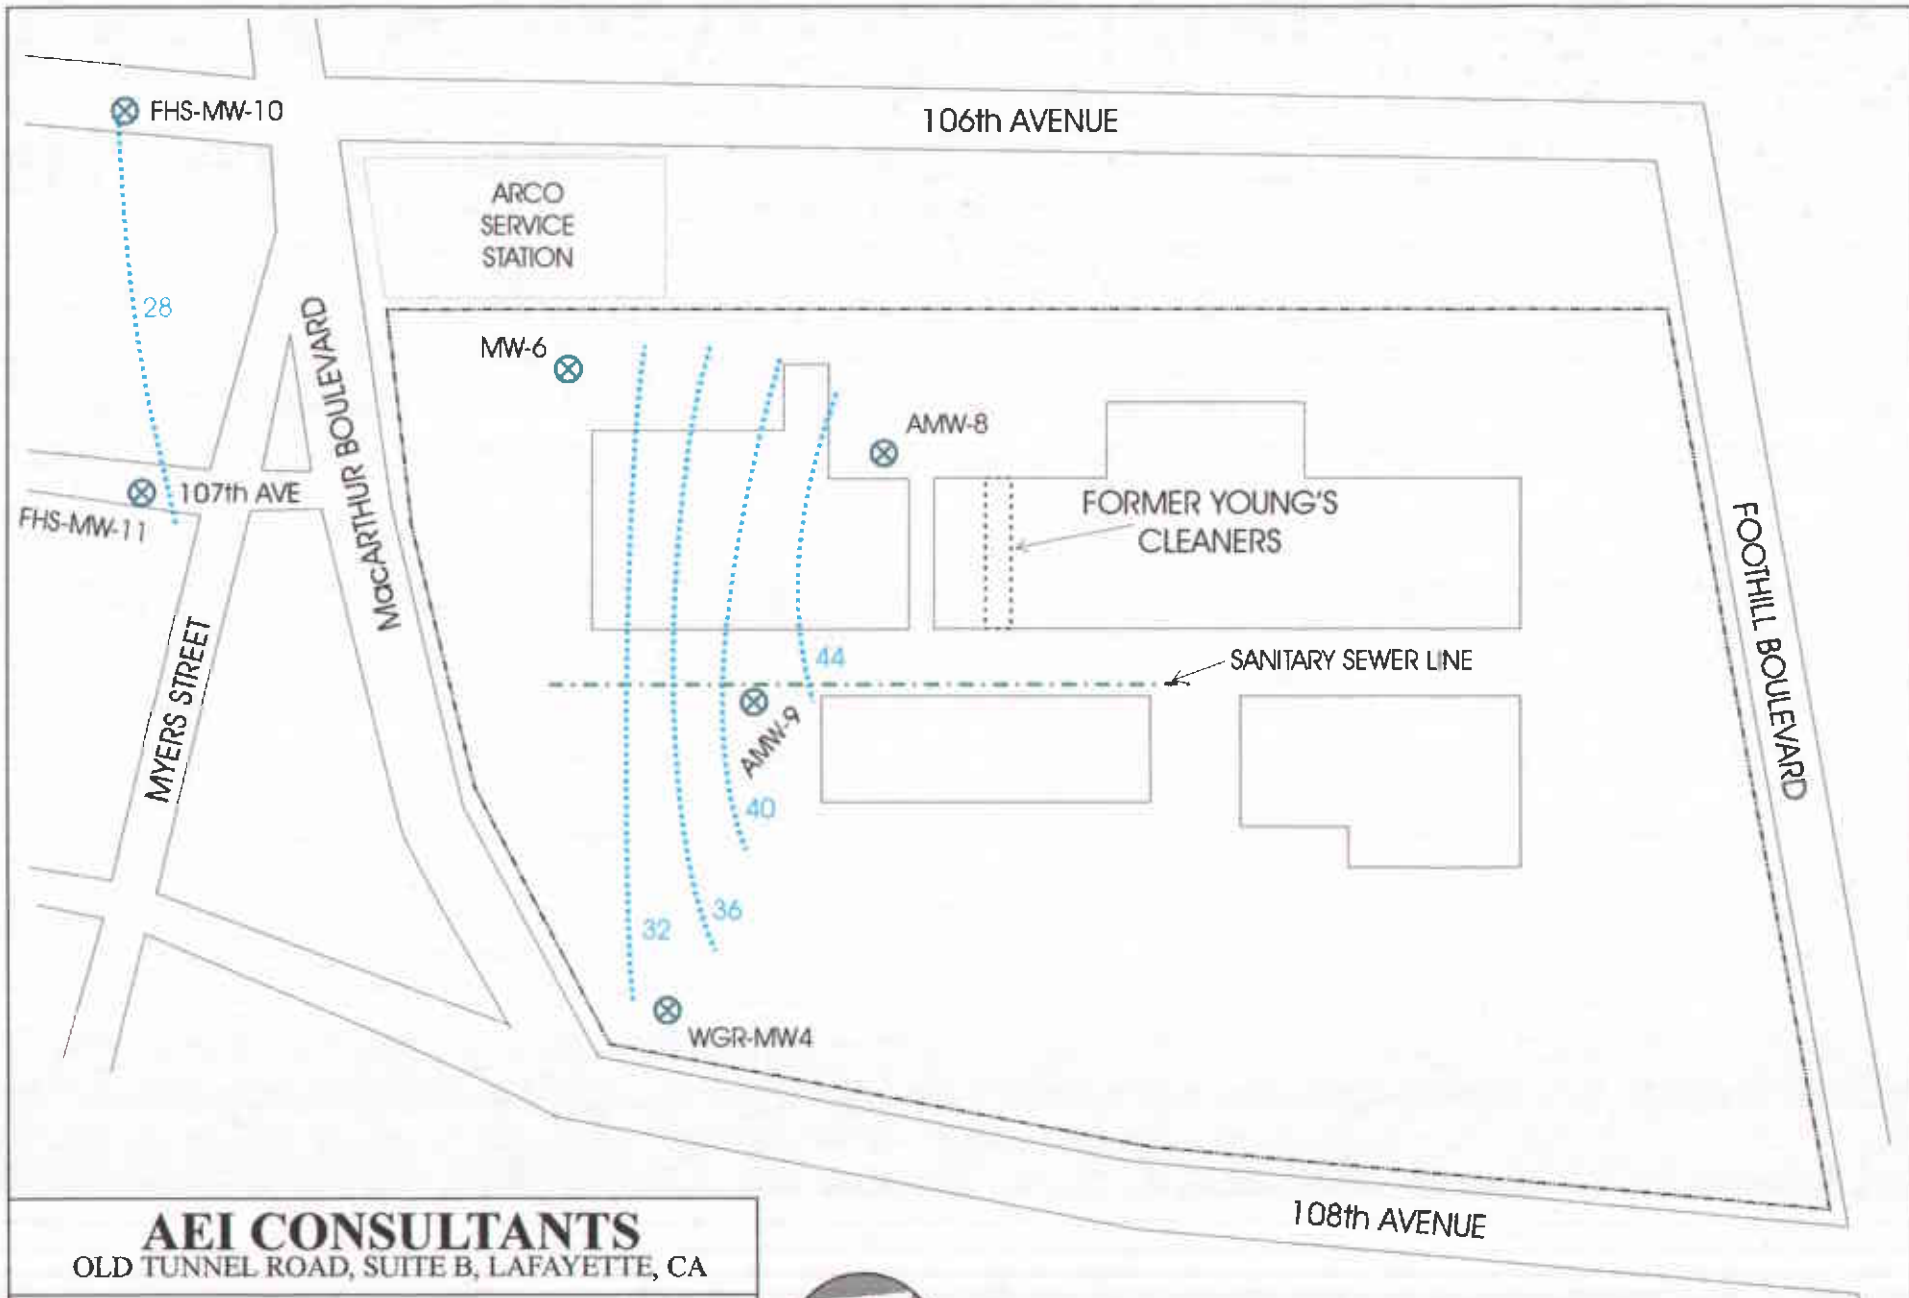 FHS-MW-10
106th AVENUE
ARCO
SERVICE
STATION
28
MW-6
MacARTHUR BOULEVARD
AMW-8
107th AVE
FHS-MW-11
FORMER YOUNG'S
CLEANERS
FOOTHILL BOULEVARD
MYERS STREET
44
SANITARY SEWER LINE
AMW-9
40
36
32
WGR-MW4
108th AVENUE
AEI CONSULTANTS
OLD TUNNEL ROAD, SUITE B, LAFAYETTE, CA